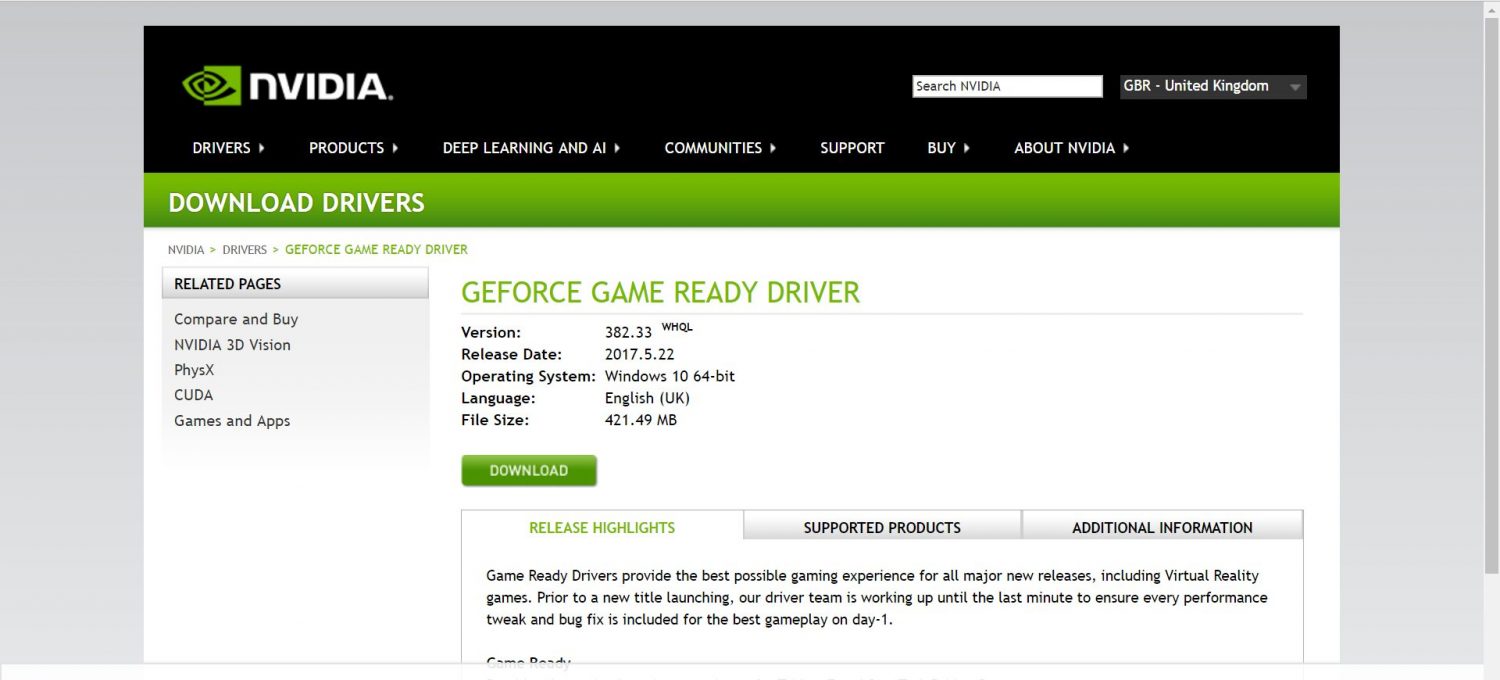 NVIDIA.
Search NVIDIA
GBR - United Kingdom
DRIVERS
PRODUCTS
DEEP LEARNING AND AI
COMMUNITIES
SUPPORT
BUY
ABOUT NVIDIA
DOWNLOAD DRIVERS
NVIDIA > DRIVERS > GEFORCE GAME READY DRIVER
RELATED PAGES
Compare and Buy
NVIDIA 3D Vision
PhysX
CUDA
Games and Apps
GEFORCE GAME READY DRIVER
Version: 382.33 WHQL
Release Date: 2017.5.22
Operating System: Windows 10 64-bit
Language: English (UK)
File Size: 421.49 MB
DOWNLOAD
RELEASE HIGHLIGHTS
SUPPORTED PRODUCTS
ADDITIONAL INFORMATION
Game Ready Drivers provide the best possible gaming experience for all major new releases, including Virtual Reality
games. Prior to a new title launching, our driver team is working up until the last minute to ensure every performance
tweak and bug fix is included for the best gameplay on day-1.
Game Ready